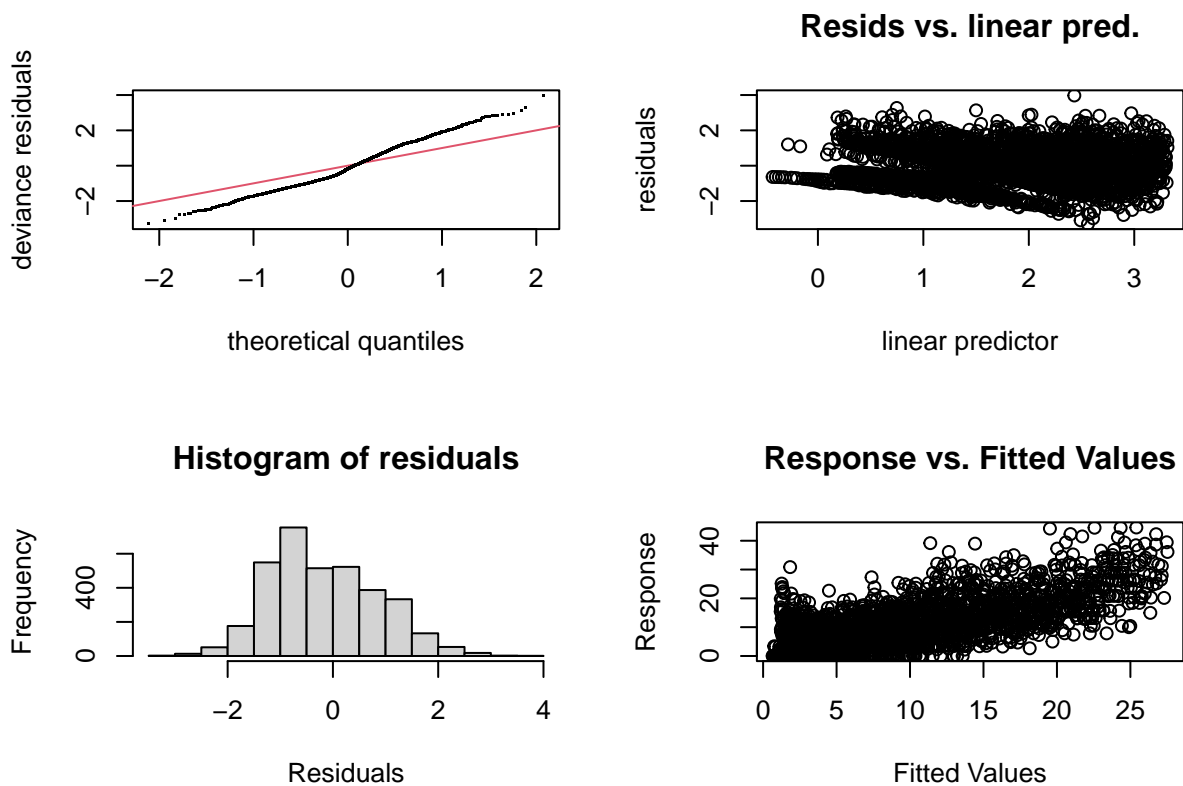 deviance residuals
2
−2
−2
−1
0
1
2
theoretical quantiles
Resids vs. linear pred.
residuals
2
−2
0
1
2
3
linear predictor
Histogram of residuals
Frequency
400
0
−2
0
2
4
Residuals
Response vs. Fitted Values
Response
40
20
0
0
5
10
15
20
25
Fitted Values